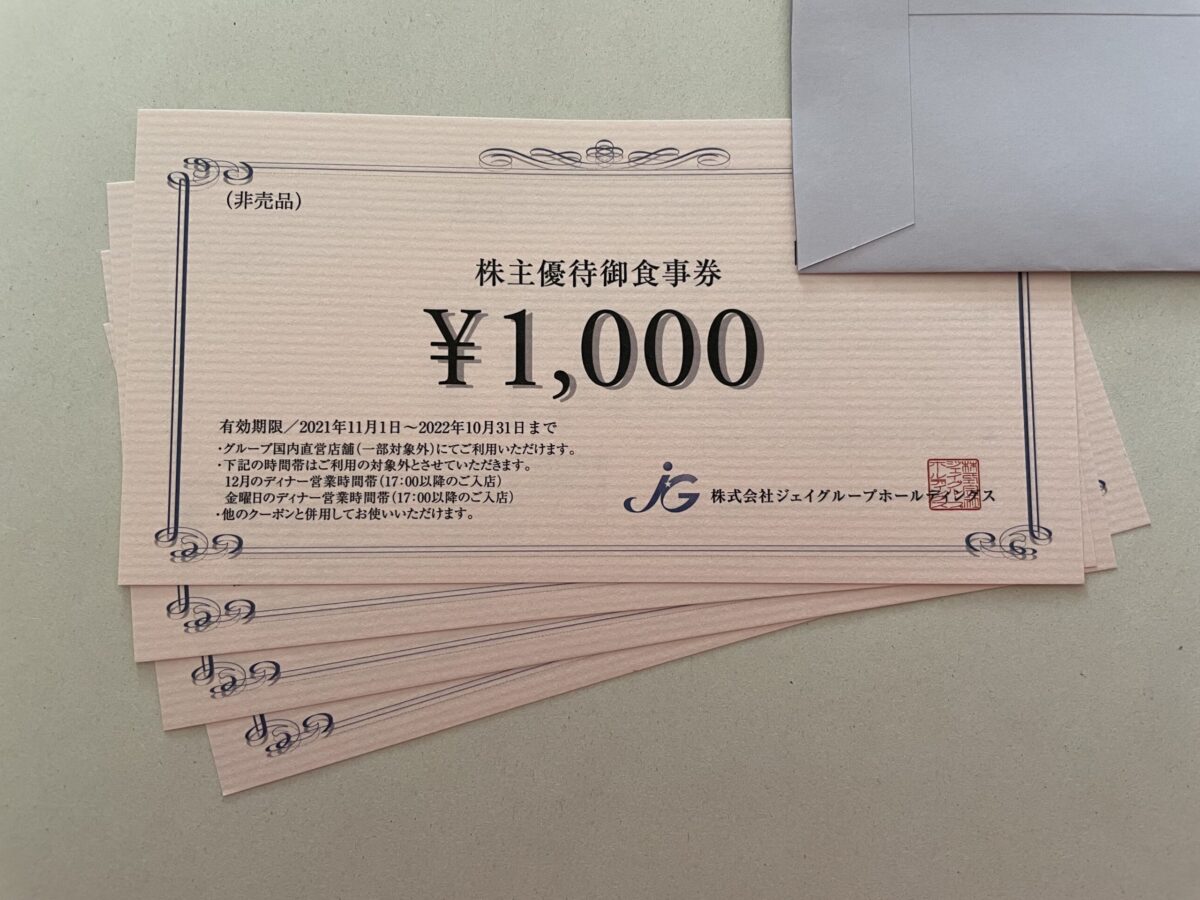 （非売品）
株主優待御食事券
¥1,000
有効期限／2021年11月1日～2022年10月31日まで
・グループ国内直営店舗（一部対象外）にてご利用いただけます。
・下記の時間帯はご利用の対象外とさせていただきます。
12月のディナー営業時間帯（17：00以降のご入店）
金曜日のディナー営業時間帯（17：00以降のご入店）
・他のクーポンと併用してお使いいただけます。
JG 株式会社ジェイグループホールディングス